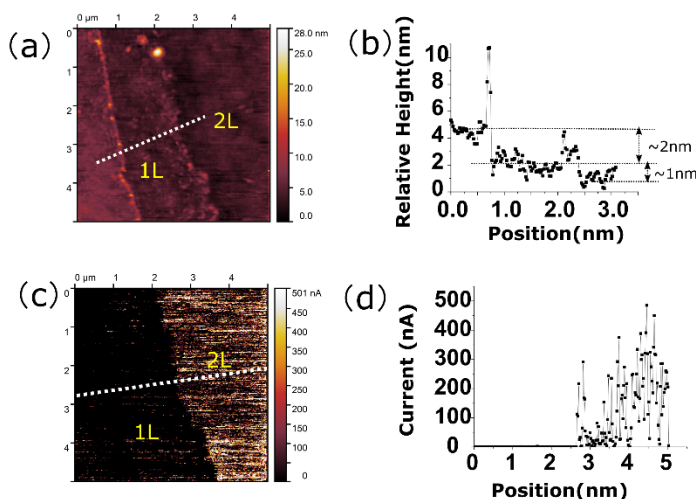 (a)
0 μm 1 2 3 4
0
1
2
3
4
2L
1L
28.0 nm
25.0
20.0
15.0
10.0
5.0
0.0
(b)
Relative Height(nm)
10
8
6
4
2
0
~2nm
~1nm
0.0 1.0 2.0 3.0
Position(nm)
(c)
0 μm 1 2 3 4
0
1
2
3
4
2L
1L
501 nA
450
400
350
300
250
200
150
100
50
0
(d)
Current (nA)
500
400
300
200
100
0
0 1 2 3 4 5
Position(nm)